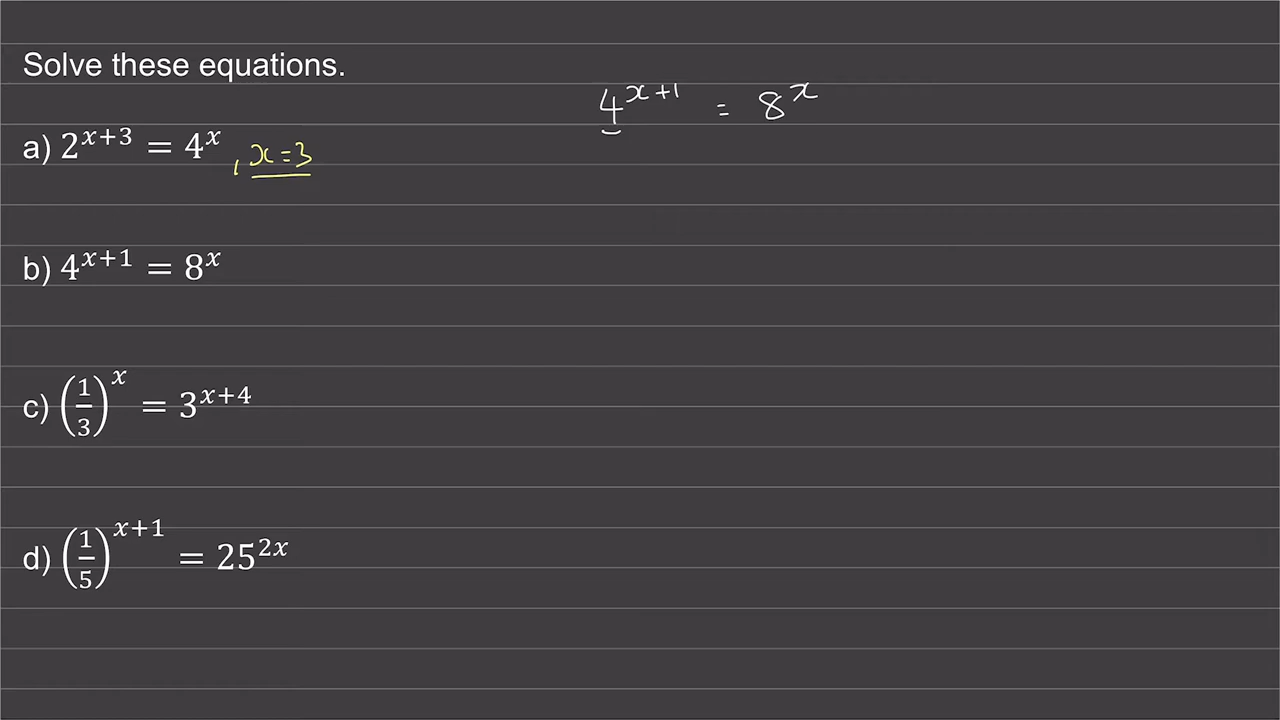 Solve these equations.
4^{x+1} = 8^x
a) 2^{x+3} = 4^x , x=3
b) 4^{x+1} = 8^x
c) (1/3)^x = 3^{x+4}
d) (1/5)^{x+1} = 25^{2x}